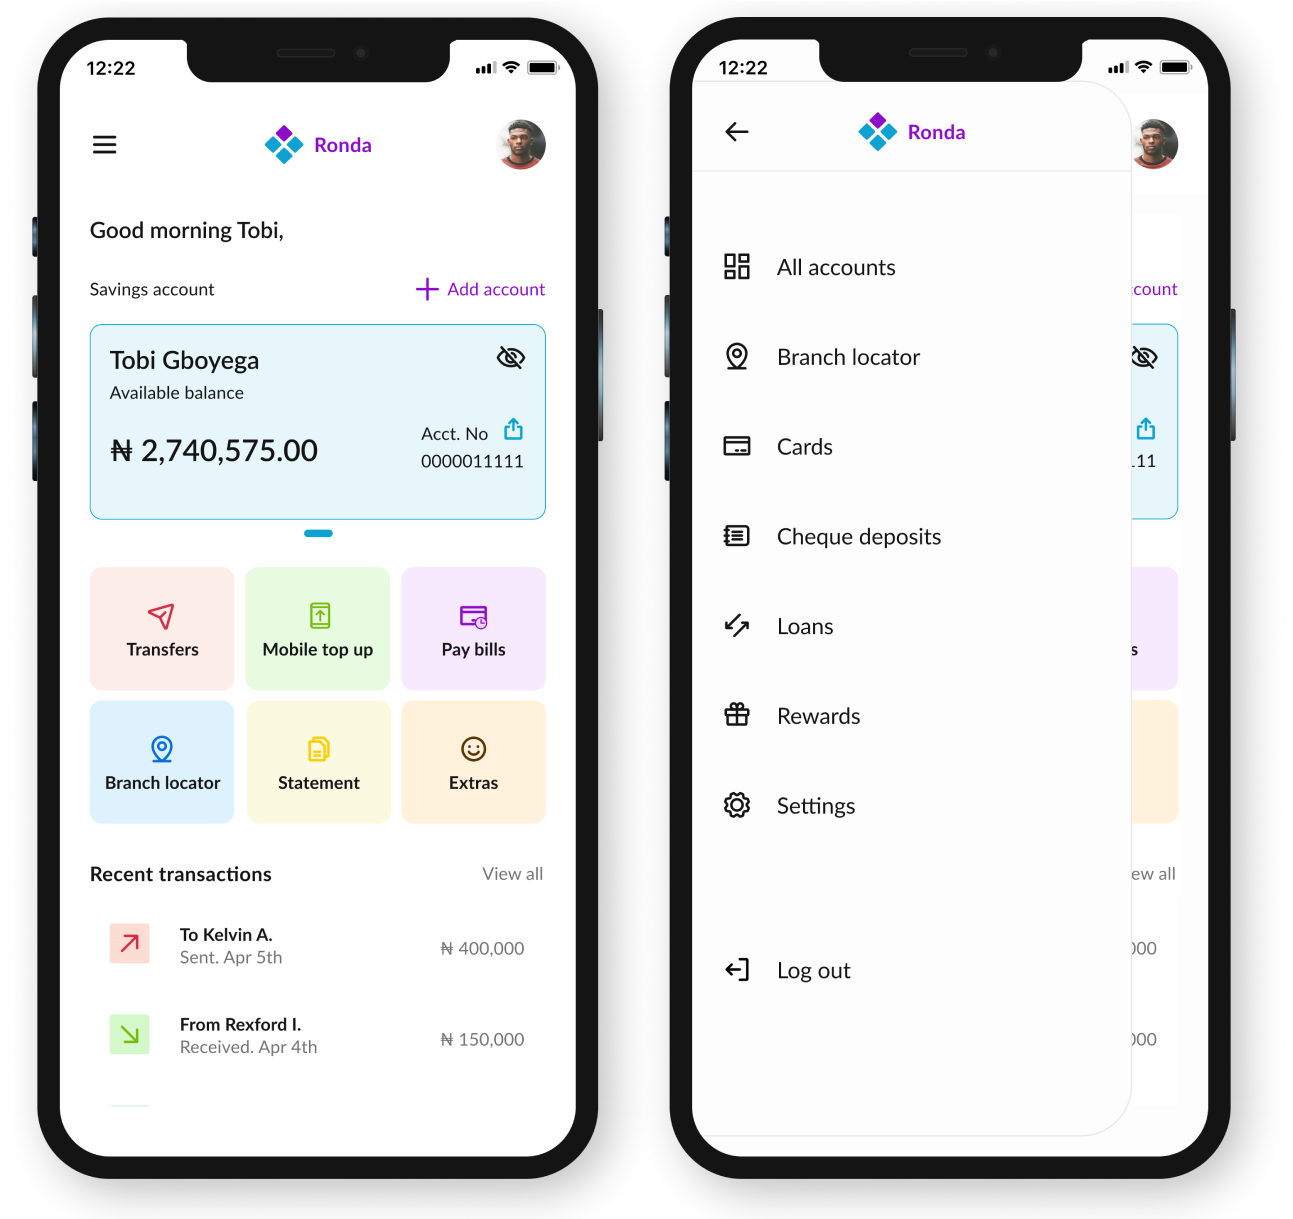 12:22
Ronda
Good morning Tobi,
Savings account
Add account
Tobi Gboyega
Available balance
₦ 2,740,575.00
Acct. No
0000011111
Transfers
Mobile top up
Pay bills
Branch locator
Statement
Extras
Recent transactions
View all
To Kelvin A.
Sent. Apr 5th
₦ 400,000
From Rexford I.
Received. Apr 4th
₦ 150,000
12:22
Ronda
All accounts
Branch locator
Cards
Cheque deposits
Loans
Rewards
Settings
Log out
count
111
s
ew all
000
000